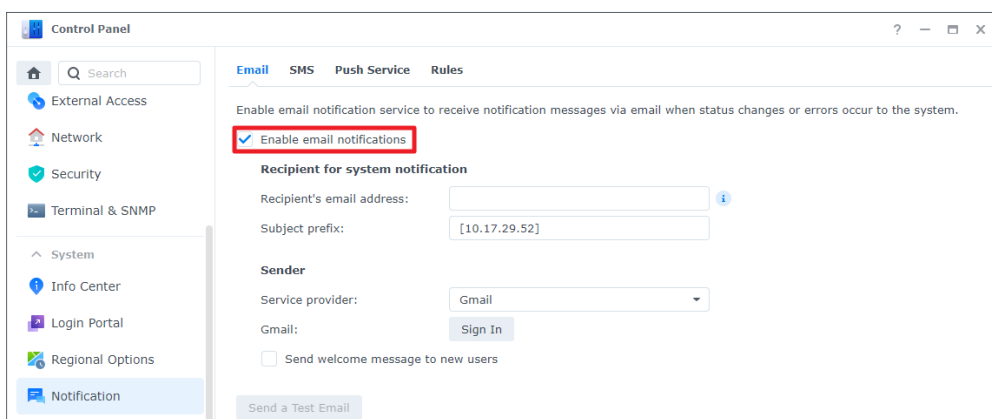 Control Panel
?
Search
External Access
Network
Security
Terminal & SNMP
System
Info Center
Login Portal
Regional Options
Notification
Email SMS Push Service Rules
Enable email notification service to receive notification messages via email when status changes or errors occur to the system.
Enable email notifications
Recipient for system notification
Recipient's email address:
i
Subject prefix: [10.17.29.52]
Sender
Service provider: Gmail
Gmail: Sign In
Send welcome message to new users
Send a Test Email